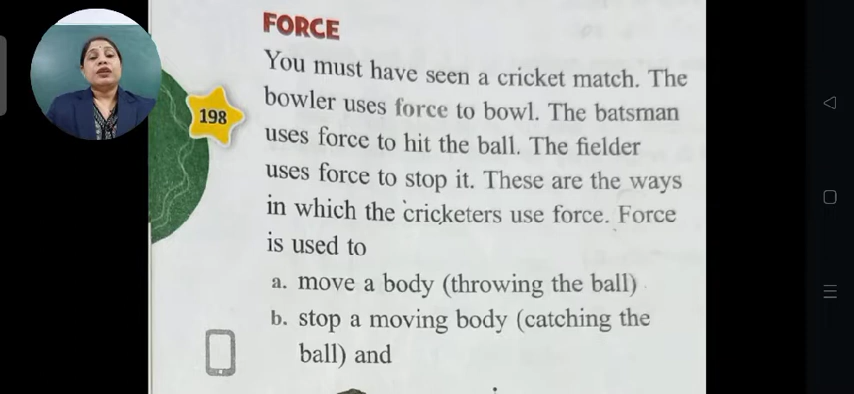 FORCE
You must have seen a cricket match. The
bowler uses force to bowl. The batsman
uses force to hit the ball. The fielder
uses force to stop it. These are the ways
in which the cricketers use force. Force
is used to
a. move a body (throwing the ball)
b. stop a moving body (catching the
ball) and
198